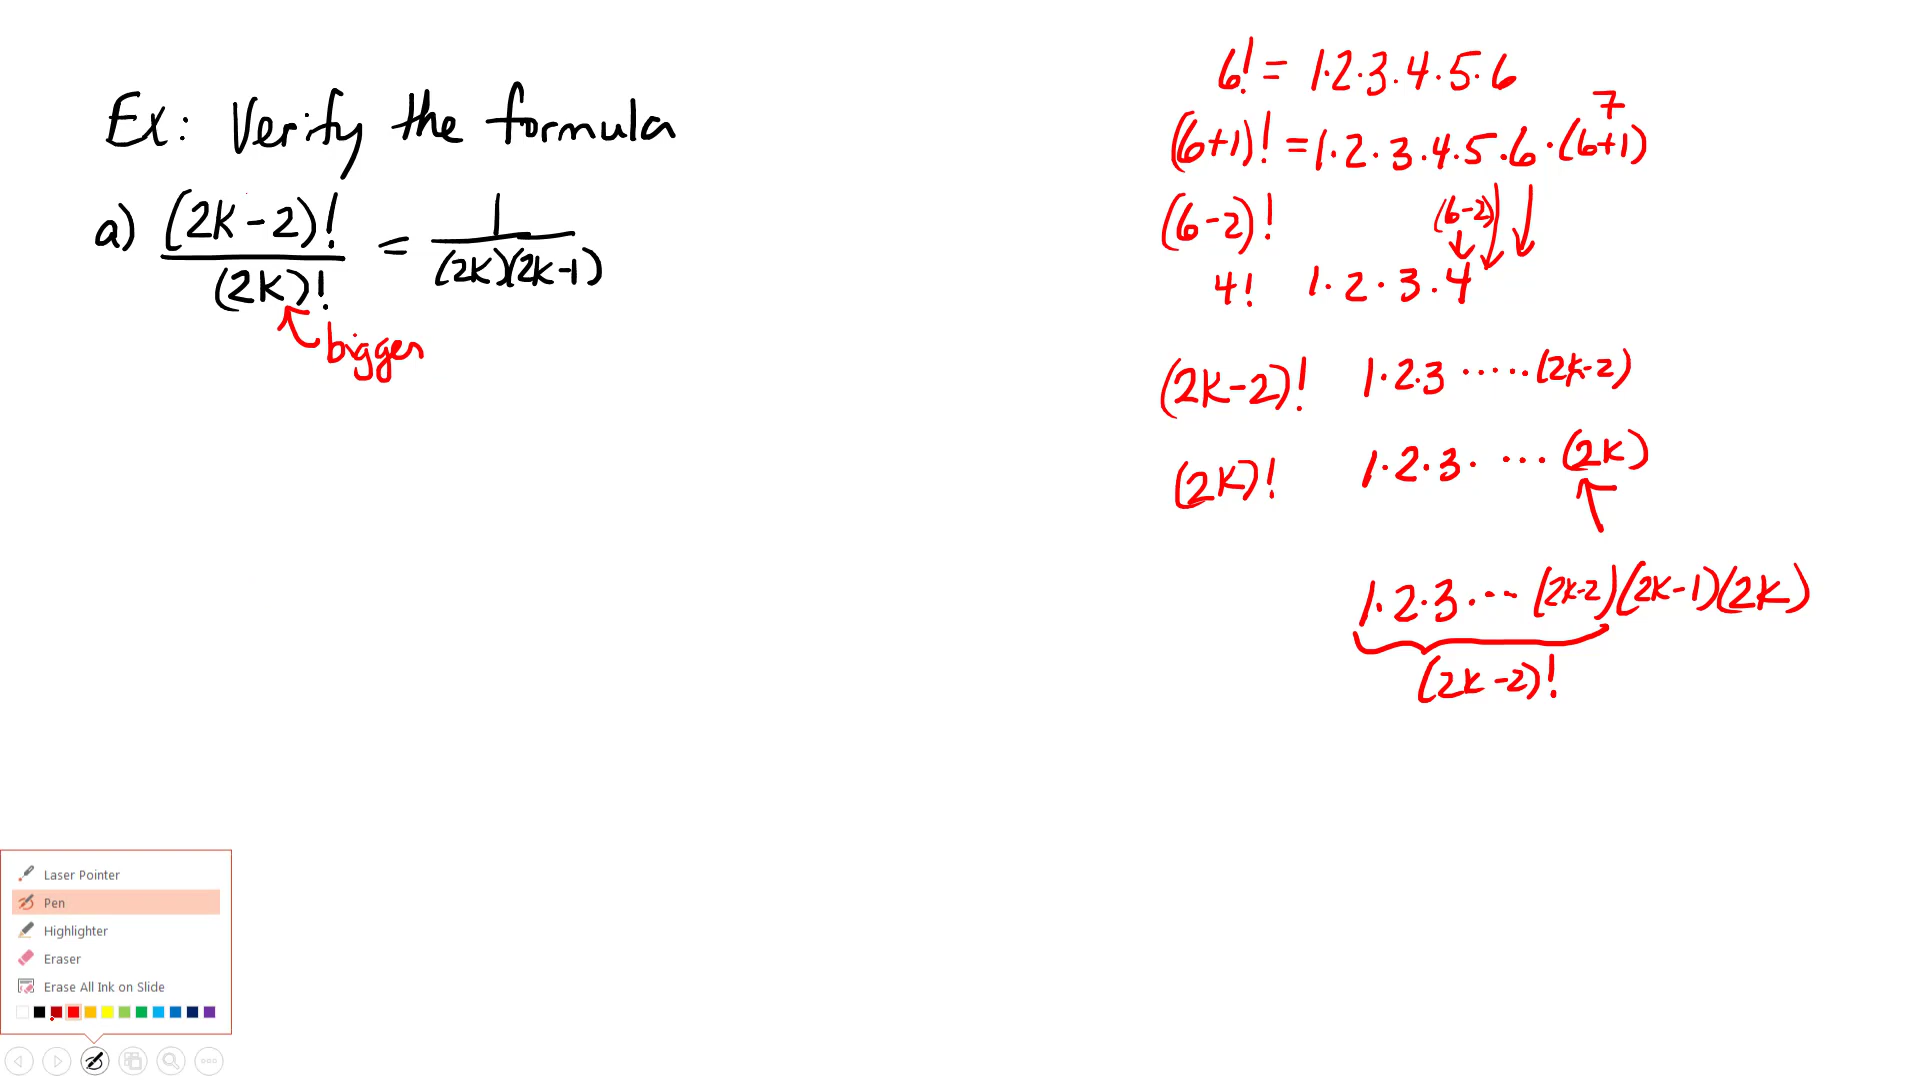 Ex: Verify the formula
a) (2k-2)! / (2k)! = 1 / (2k)(2k-1)
bigger
6! = 1·2·3·4·5·6
7
(6+1)! = 1·2·3·4·5·6·(6+1)
(6-2)! (6-2)
4! 1·2·3·4
(2k-2)! 1·2·3·····(2k-2)
(2k)! 1·2·3·...(2k)
1·2·3···(2k-2)(2k-1)(2k)
(2k-2)!
Laser Pointer
Pen
Highlighter
Eraser
Erase All Ink on Slide